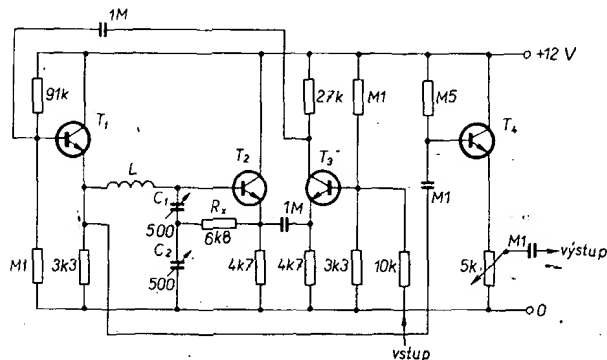 1M
+12 V
91k
27k
M1
M5
T1
T2
T3
T4
L
C1
500
Rx
6k8
1M
M1
C2
500
M1
3k3
4k7
4k7
3k3
10k
5k
M1
výstup
0
vstup